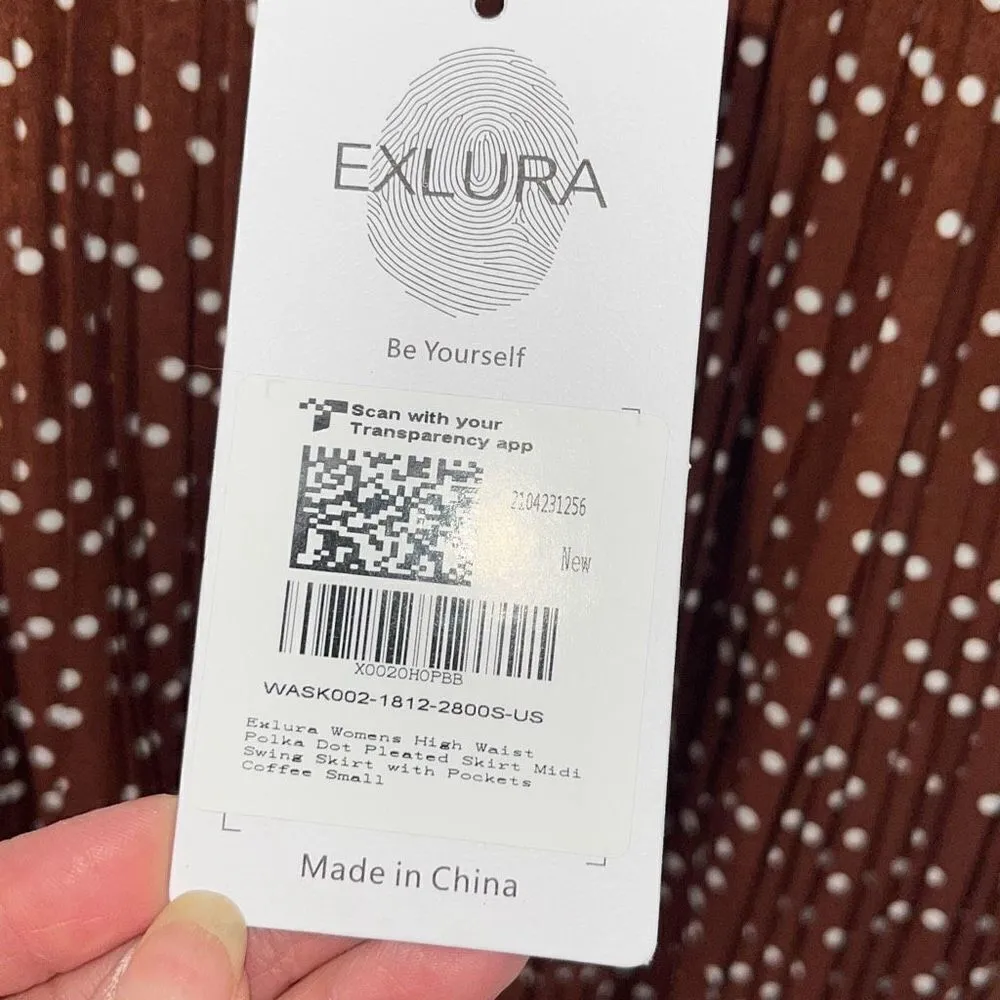 EXLURA
Be Yourself
Scan with your
Transparency app
2104231256
New
X0020HOPBB
WASK002-1812-2800S-US
Exlura Womens High Waist
Polka Dot Pleated Skirt Midi
Swing Skirt with Pockets
Coffee Small
Made in China